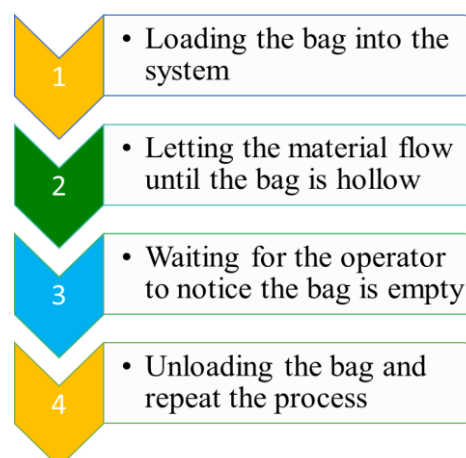 1
• Loading the bag into the
system
2
• Letting the material flow
until the bag is hollow
3
• Waiting for the operator
to notice the bag is empty
4
• Unloading the bag and
repeat the process